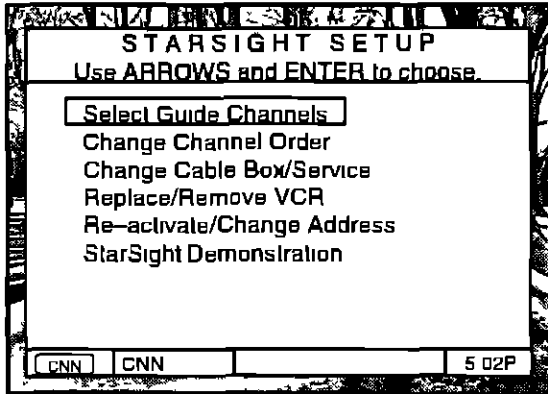 STARSIGHT SETUP
Use ARROWS and ENTER to choose.
Select Guide Channels
Change Channel Order
Change Cable Box/Service
Replace/Remove VCR
Re-activate/Change Address
StarSight Demonstration
CNN CNN 5 02P